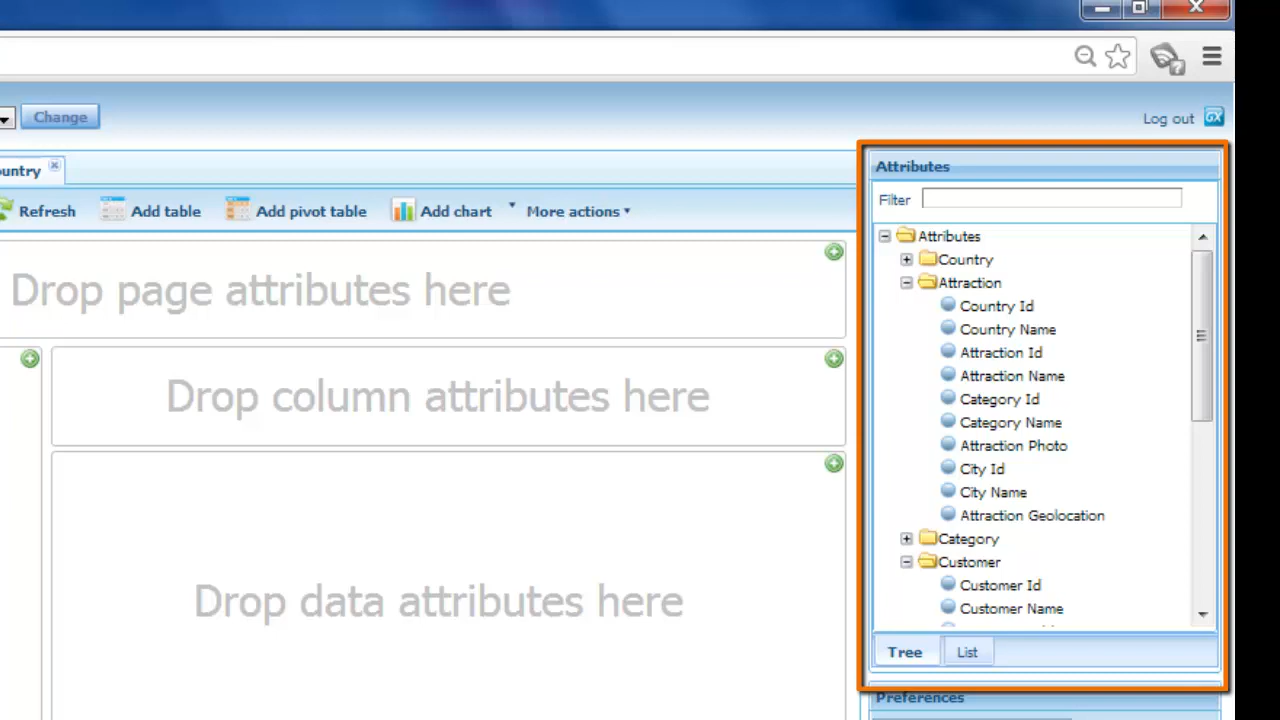 Change
Log out
GX
ountry
Refresh
Add table
Add pivot table
Add chart
More actions
Drop page attributes here
Drop column attributes here
Drop data attributes here
Attributes
Filter
Attributes
Country
Attraction
Country Id
Country Name
Attraction Id
Attraction Name
Category Id
Category Name
Attraction Photo
City Id
City Name
Attraction Geolocation
Category
Customer
Customer Id
Customer Name
Tree
List
Preferences